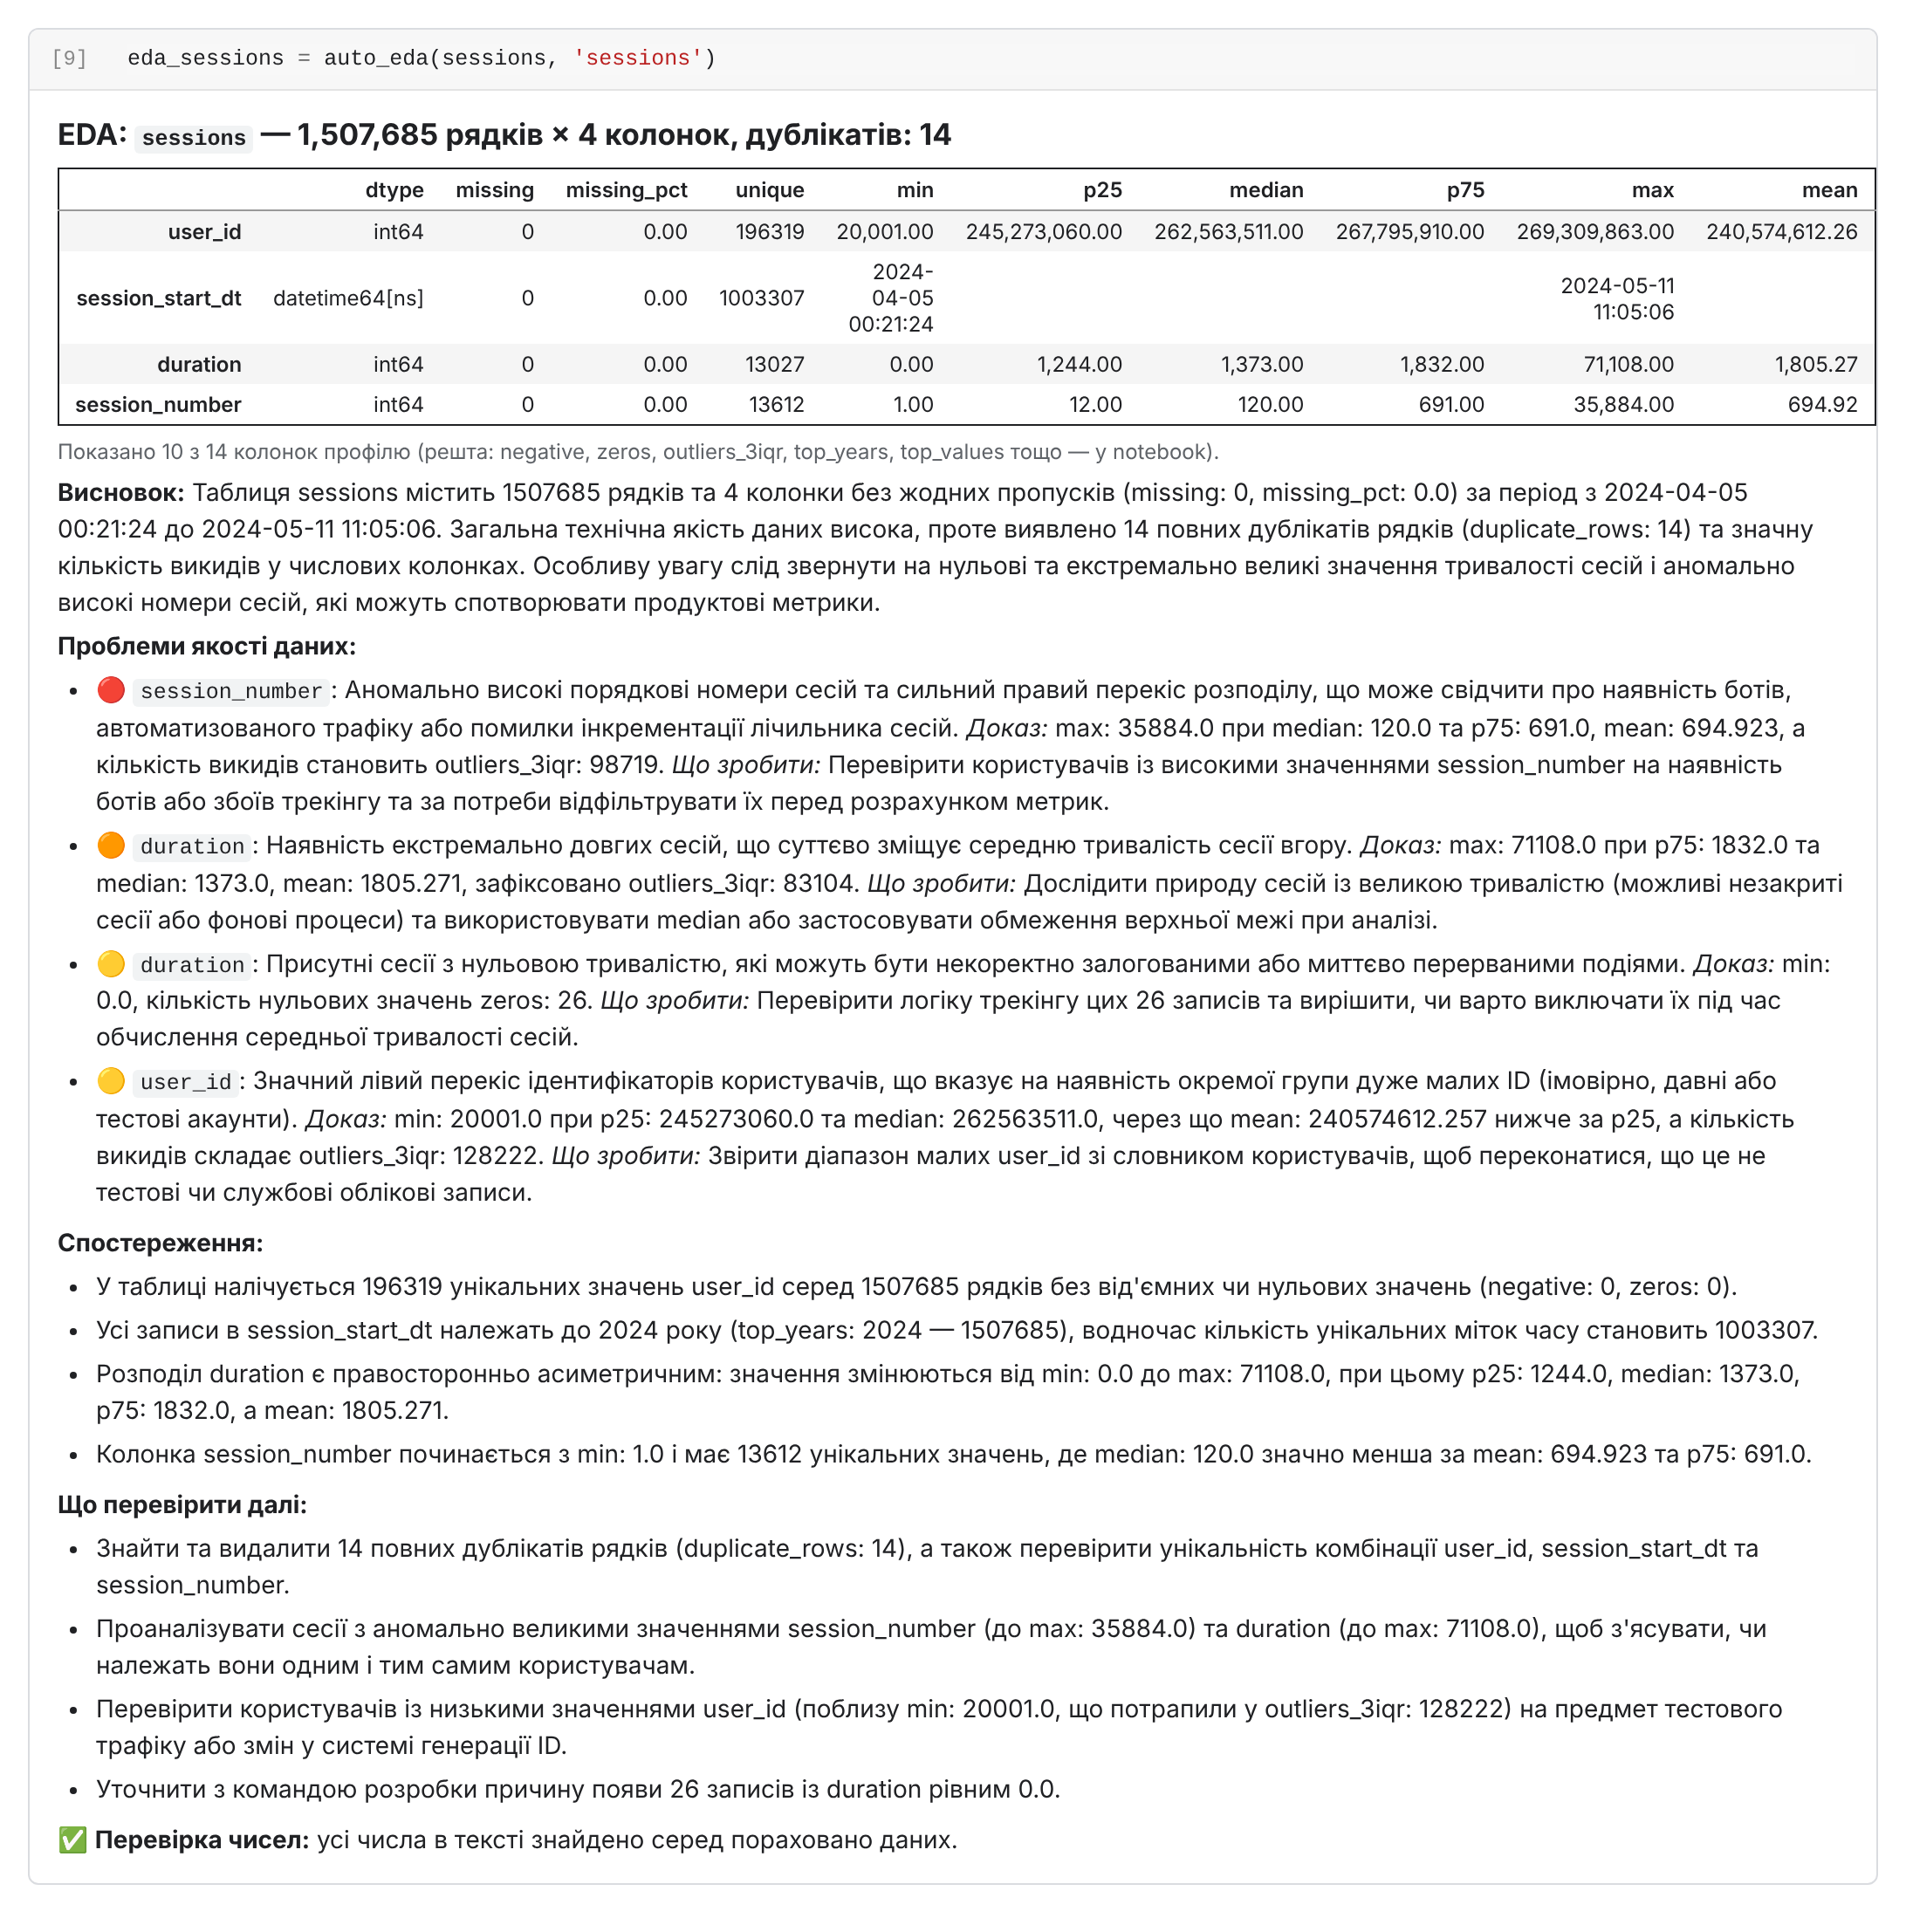 [9] eda_sessions = auto_eda(sessions, 'sessions')
EDA: sessions — 1,507,685 рядків × 4 колонок, дублікатів: 14
dtype missing missing_pct unique min p25 median p75 max mean
user_id int64 0 0.00 196319 20,001.00 245,273,060.00 262,563,511.00 267,795,910.00 269,309,863.00 240,574,612.26
session_start_dt datetime64[ns] 0 0.00 1003307 2024-04-05 00:21:24 2024-05-11 11:05:06
duration int64 0 0.00 13027 0.00 1,244.00 1,373.00 1,832.00 71,108.00 1,805.27
session_number int64 0 0.00 13612 1.00 12.00 120.00 691.00 35,884.00 694.92
Показано 10 з 14 колонок профілю (решта: negative, zeros, outliers_3iqr, top_years, top_values тощо — у notebook).
Висновок: Таблиця sessions містить 1507685 рядків та 4 колонки без жодних пропусків (missing: 0, missing_pct: 0.0) за період з 2024-04-05
00:21:24 до 2024-05-11 11:05:06. Загальна технічна якість даних висока, проте виявлено 14 повних дублікатів рядків (duplicate_rows: 14) та значну
кількість викидів у числових колонках. Особливу увагу слід звернути на нульові та екстремально великі значення тривалості сесій і аномально
високі номери сесій, які можуть спотворювати продуктові метрики.
Проблеми якості даних:
• 🔴 session_number: Аномально високі порядкові номери сесій та сильний правий перекіс розподілу, що може свідчити про наявність ботів,
автоматизованого трафіку або помилки інкрементації лічильника сесій. Доказ: max: 35884.0 при median: 120.0 та p75: 691.0, mean: 694.923, а
кількість викидів становить outliers_3iqr: 98719. Що зробити: Перевірити користувачів із високими значеннями session_number на наявність
ботів або збоїв трекінгу та за потреби відфільтрувати їх перед розрахунком метрик.
• 🟠 duration: Наявність екстремально довгих сесій, що суттєво зміщує середню тривалість сесії вгору. Доказ: max: 71108.0 при p75: 1832.0 та
median: 1373.0, mean: 1805.271, зафіксовано outliers_3iqr: 83104. Що зробити: Дослідити природу сесій із великою тривалістю (можливі незакриті
сесії або фонові процеси) та використовувати median або застосовувати обмеження верхньої межі при аналізі.
• 🟡 duration: Присутні сесії з нульовою тривалістю, які можуть бути некоректно залогованими або миттєво перерваними подіями. Доказ: min:
0.0, кількість нульових значень zeros: 26. Що зробити: Перевірити логіку трекінгу цих 26 записів та вирішити, чи варто виключати їх під час
обчислення середньої тривалості сесій.
• 🟡 user_id: Значний лівий перекіс ідентифікаторів користувачів, що вказує на наявність окремої групи дуже малих ID (імовірно, давні або
тестові акаунти). Доказ: min: 20001.0 при p25: 245273060.0 та median: 262563511.0, через що mean: 240574612.257 нижче за p25, а кількість
викидів складає outliers_3iqr: 128222. Що зробити: Звірити діапазон малих user_id зі словником користувачів, щоб переконатися, що це не
тестові чи службові облікові записи.
Спостереження:
• У таблиці налічується 196319 унікальних значень user_id серед 1507685 рядків без від'ємних чи нульових значень (negative: 0, zeros: 0).
• Усі записи в session_start_dt належать до 2024 року (top_years: 2024 — 1507685), водночас кількість унікальних міток часу становить 1003307.
• Розподіл duration є правосторонньо асиметричним: значення змінюються від min: 0.0 до max: 71108.0, при цьому p25: 1244.0, median: 1373.0,
p75: 1832.0, а mean: 1805.271.
• Колонка session_number починається з min: 1.0 і має 13612 унікальних значень, де median: 120.0 значно менша за mean: 694.923 та p75: 691.0.
Що перевірити далі:
• Знайти та видалити 14 повних дублікатів рядків (duplicate_rows: 14), а також перевірити унікальність комбінації user_id, session_start_dt та
session_number.
• Проаналізувати сесії з аномально великими значеннями session_number (до max: 35884.0) та duration (до max: 71108.0), щоб з'ясувати, чи
належать вони одним і тим самим користувачам.
• Перевірити користувачів із низькими значеннями user_id (поблизу min: 20001.0, що потрапили у outliers_3iqr: 128222) на предмет тестового
трафіку або змін у системі генерації ID.
• Уточнити з командою розробки причину появи 26 записів із duration рівним 0.0.
✅ Перевірка чисел: усі числа в тексті знайдено серед пораховано даних.